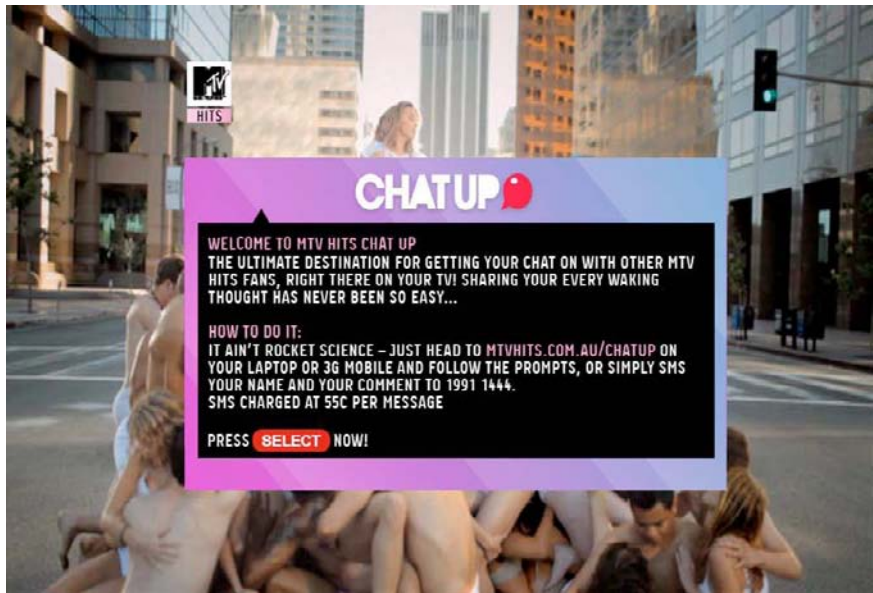 MTV
HITS
CHAT UP
WELCOME TO MTV HITS CHAT UP
THE ULTIMATE DESTINATION FOR GETTING YOUR CHAT ON WITH OTHER MTV
HITS FANS, RIGHT THERE ON YOUR TV! SHARING YOUR EVERY WAKING
THOUGHT HAS NEVER BEEN SO EASY...
HOW TO DO IT:
IT AIN'T ROCKET SCIENCE – JUST HEAD TO MTVHITS.COM.AU/CHATUP ON
YOUR LAPTOP OR 3G MOBILE AND FOLLOW THE PROMPTS, OR SIMPLY SMS
YOUR NAME AND YOUR COMMENT TO 1991 1444.
SMS CHARGED AT 55C PER MESSAGE
PRESS SELECT NOW!